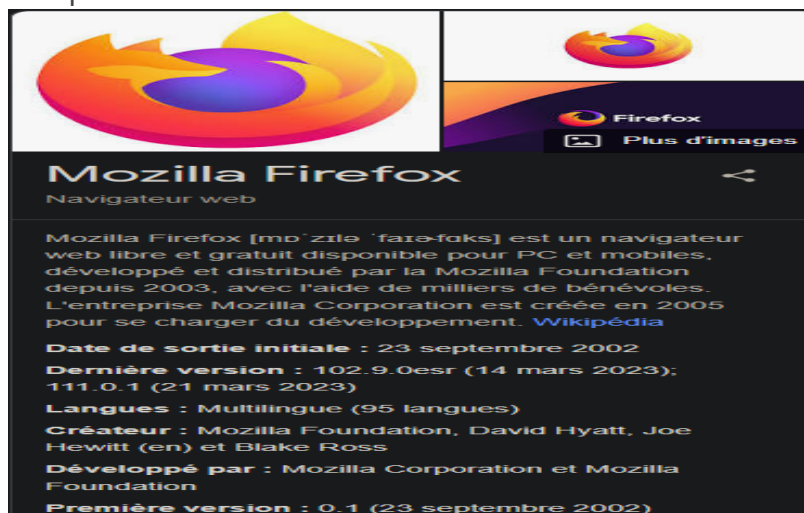 Firefox
Plus d'images
Mozilla Firefox
Navigateur web
Mozilla Firefox [mɒˈzɪlə ˈfaɪɚfɑks] est un navigateur
web libre et gratuit disponible pour PC et mobiles,
développé et distribué par la Mozilla Foundation
depuis 2003, avec l'aide de milliers de bénévoles.
L'entreprise Mozilla Corporation est créée en 2005
pour se charger du développement. Wikipédia
Date de sortie initiale : 23 septembre 2002
Dernière version : 102.9.0esr (14 mars 2023);
111.0.1 (21 mars 2023)
Langues : Multilingue (95 langues)
Créateur : Mozilla Foundation, David Hyatt, Joe
Hewitt (en) et Blake Ross
Développé par : Mozilla Corporation et Mozilla
Foundation
Première version : 0.1 (23 septembre 2002)